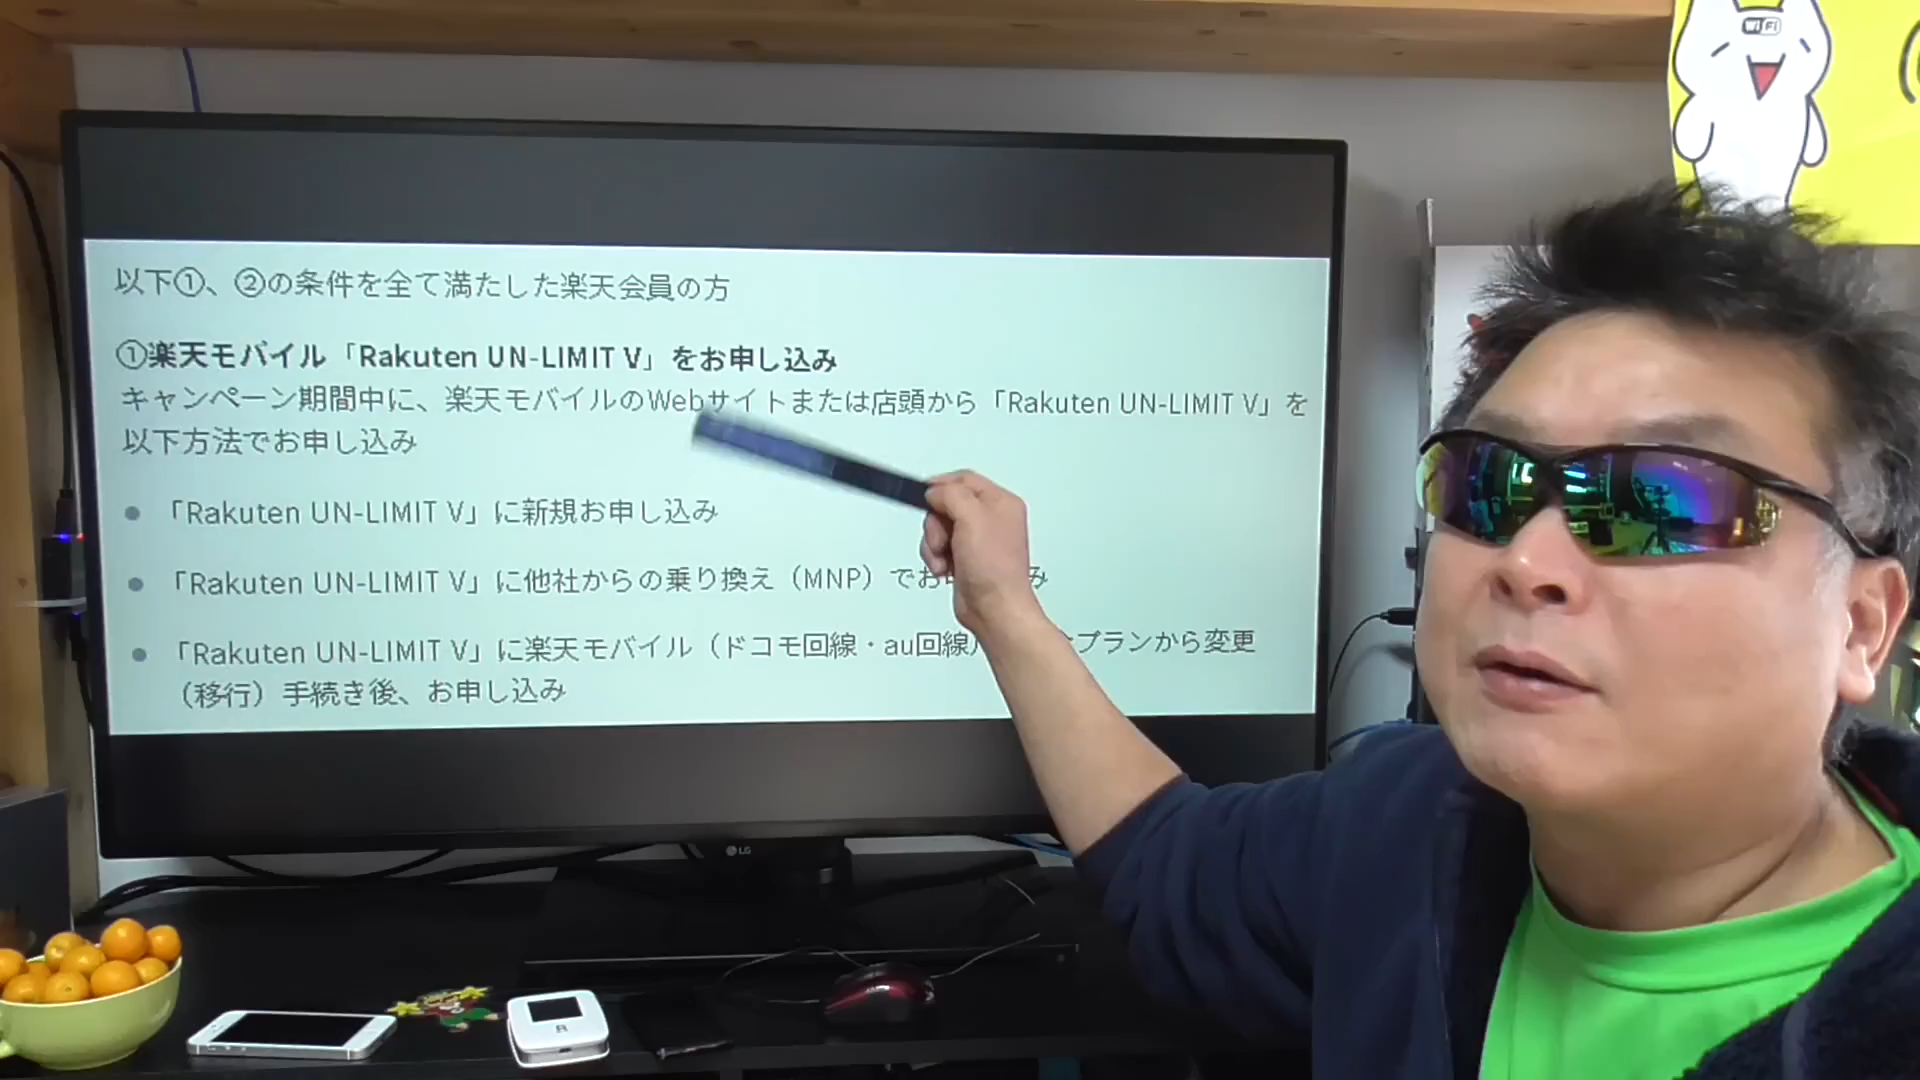 WiFi
以下①、②の条件を全て満たした楽天会員の方
①楽天モバイル「Rakuten UN-LIMIT V」をお申し込み
キャンペーン期間中に、楽天モバイルのWebサイトまたは店頭から「Rakuten UN-LIMIT V」を
以下方法でお申し込み
● 「Rakuten UN-LIMIT V」に新規お申し込み
● 「Rakuten UN-LIMIT V」に他社からの乗り換え（MNP）でお み
● 「Rakuten UN-LIMIT V」に楽天モバイル（ドコモ回線・au回線） プランから変更
（移行）手続き後、お申し込み
LG
R